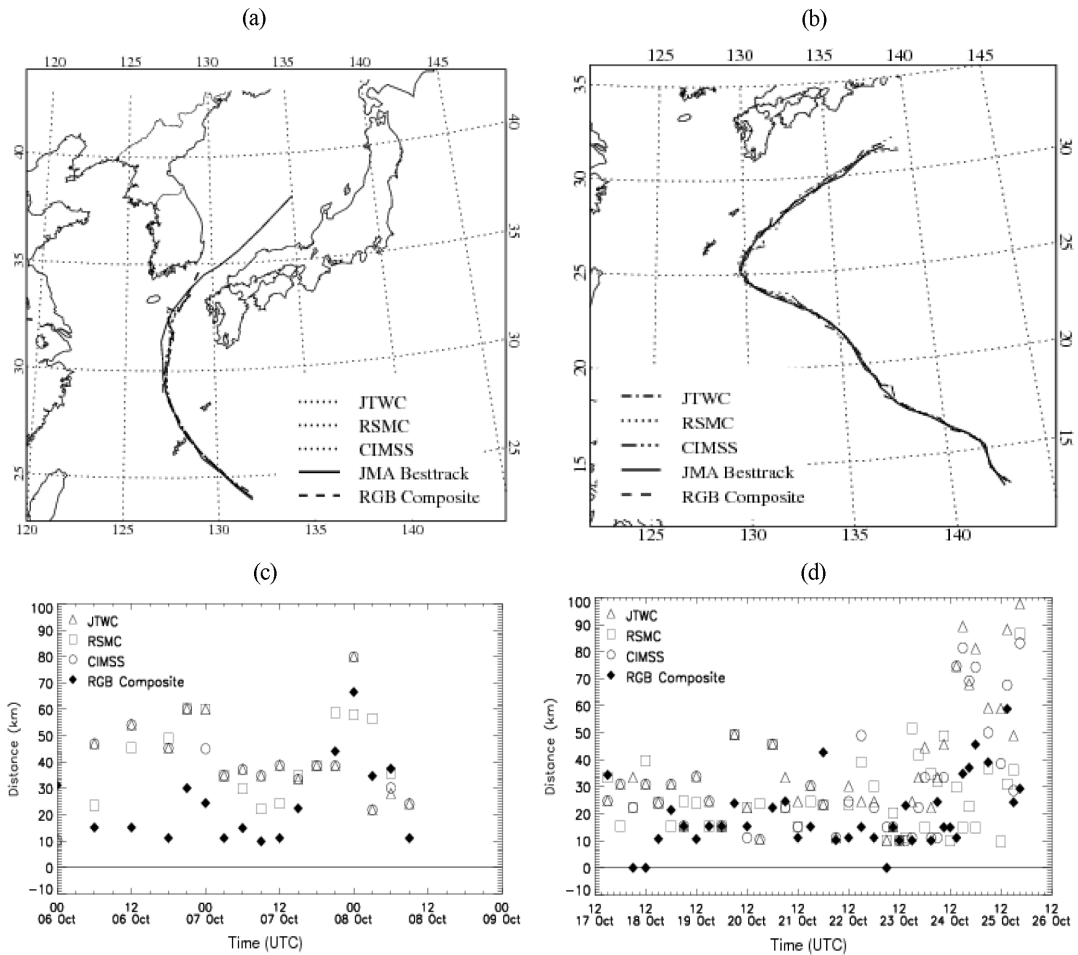 (a)
120 125 130 135 140 145
40
35
30
25
40
35
30
25
JTWC
RSMC
CIMSS
JMA Besttrack
RGB Composite
120 125 130 135 140
(b)
125 130 135 140 145
35
30
25
20
15
30
25
20
15
JTWC
RSMC
CIMSS
JMA Besttrack
RGB Composite
125 130 135 140
(c)
100
90
80
70
60
50
40
30
20
10
0
-10
Distance (km)
JTWC
RSMC
CIMSS
RGB Composite
00 12 00 12 00 12 00
06 Oct 06 Oct 07 Oct 07 Oct 08 Oct 08 Oct 09 Oct
Time (UTC)
(d)
100
90
80
70
60
50
40
30
20
10
0
-10
Distance (km)
JTWC
RSMC
CIMSS
RGB Composite
12 12 12 12 12 12 12 12 12 12
17 Oct 18 Oct 19 Oct 20 Oct 21 Oct 22 Oct 23 Oct 24 Oct 25 Oct 26 Oct
Time (UTC)